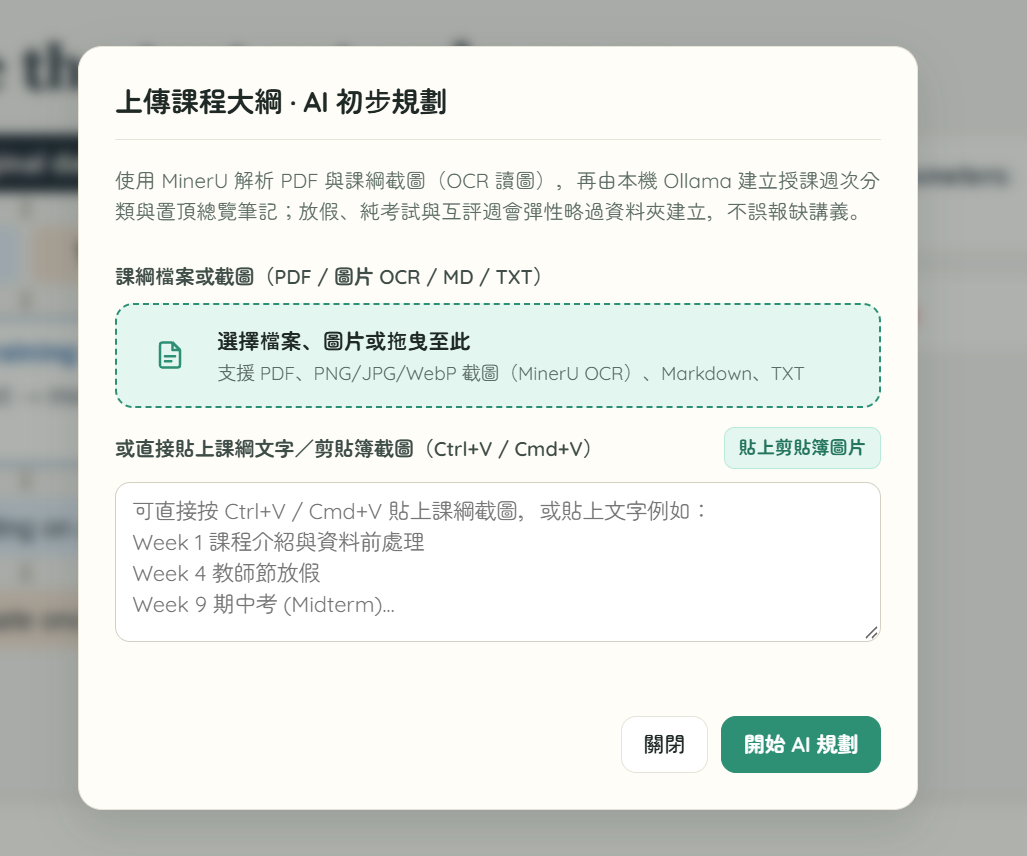 上傳課程大綱 · AI 初步規劃
使用 MinerU 解析 PDF 與課綱截圖（OCR 讀圖），再由本機 Ollama 建立授課週次分
類與置頂總覽筆記；放假、純考試與互評週會彈性略過資料夾建立，不誤報缺講義。
課綱檔案或截圖（PDF / 圖片 OCR / MD / TXT）
選擇檔案、圖片或拖曳至此
支援 PDF、PNG/JPG/WebP 截圖（MinerU OCR）、Markdown、TXT
或直接貼上課綱文字／剪貼簿截圖（Ctrl+V / Cmd+V）
貼上剪貼簿圖片
可直接按 Ctrl+V / Cmd+V 貼上課綱截圖，或貼上文字例如：
Week 1 課程介紹與資料前處理
Week 4 教師節放假
Week 9 期中考 (Midterm)...
關閉
開始 AI 規劃